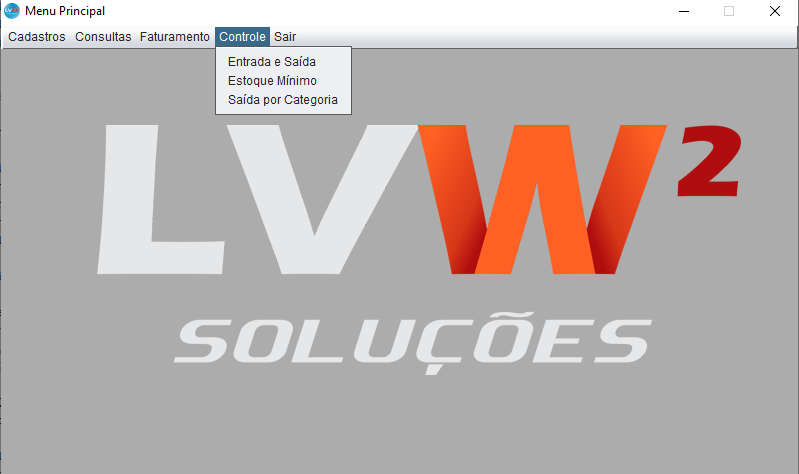 Menu Principal
Cadastros Consultas Faturamento Controle Sair
Entrada e Saída
Estoque Mínimo
Saída por Categoria
LVW2
SOLUÇÕES